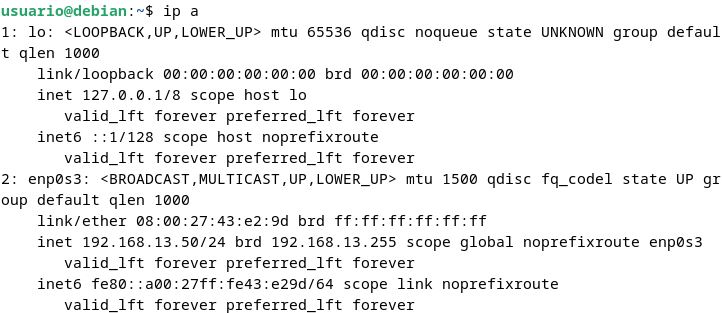 usuario@debian:~$ ip a
1: lo: <LOOPBACK,UP,LOWER_UP> mtu 65536 qdisc noqueue state UNKNOWN group defaul
t qlen 1000
    link/loopback 00:00:00:00:00:00 brd 00:00:00:00:00:00
    inet 127.0.0.1/8 scope host lo
       valid_lft forever preferred_lft forever
    inet6 ::1/128 scope host noprefixroute
       valid_lft forever preferred_lft forever
2: enp0s3: <BROADCAST,MULTICAST,UP,LOWER_UP> mtu 1500 qdisc fq_codel state UP gr
oup default qlen 1000
    link/ether 08:00:27:43:e2:9d brd ff:ff:ff:ff:ff:ff
    inet 192.168.13.50/24 brd 192.168.13.255 scope global noprefixroute enp0s3
       valid_lft forever preferred_lft forever
    inet6 fe80::a00:27ff:fe43:e29d/64 scope link noprefixroute
       valid_lft forever preferred_lft forever